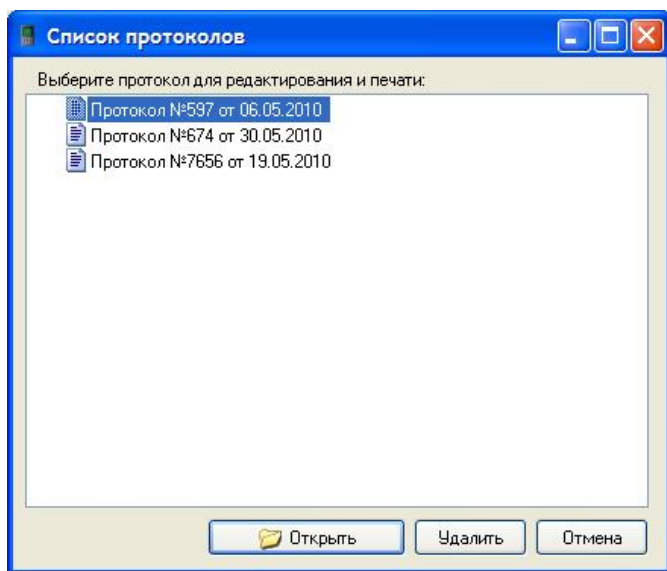 Список протоколов
Выберите протокол для редактирования и печати:
Протокол №597 от 06.05.2010
Протокол №674 от 30.05.2010
Протокол №7656 от 19.05.2010
Открыть Удалить Отмена